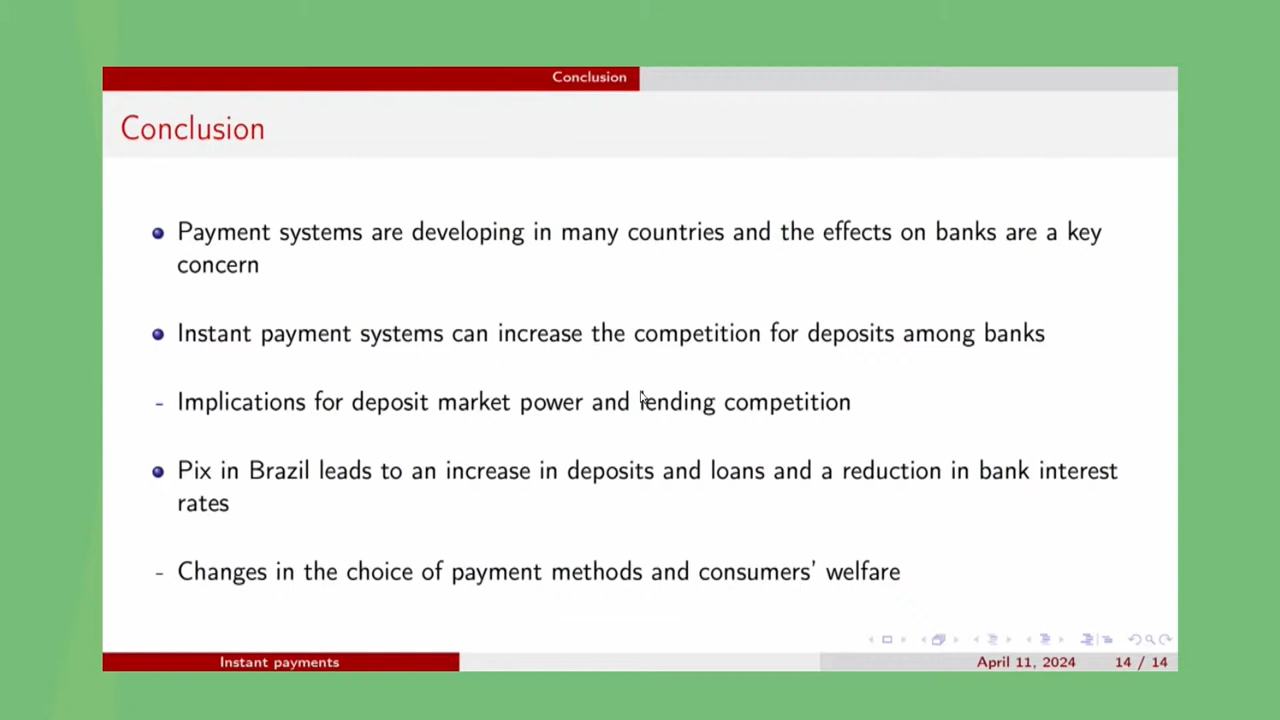 Conclusion
Conclusion
Payment systems are developing in many countries and the effects on banks are a key
concern
Instant payment systems can increase the competition for deposits among banks
- Implications for deposit market power and lending competition
Pix in Brazil leads to an increase in deposits and loans and a reduction in bank interest
rates
- Changes in the choice of payment methods and consumers' welfare
Instant payments
April 11, 2024
14 / 14